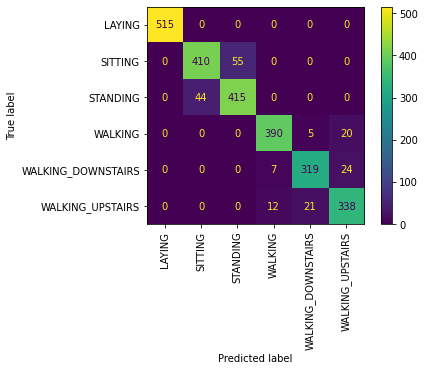 LAYING 515 0 0 0 0 0
SITTING 0 410 55 0 0 0
STANDING 0 44 415 0 0 0
WALKING 0 0 0 390 5 20
WALKING_DOWNSTAIRS 0 0 0 7 319 24
WALKING_UPSTAIRS 0 0 0 12 21 338
True label
LAYING
SITTING
STANDING
WALKING
WALKING_DOWNSTAIRS
WALKING_UPSTAIRS
Predicted label
500
400
300
200
100
0